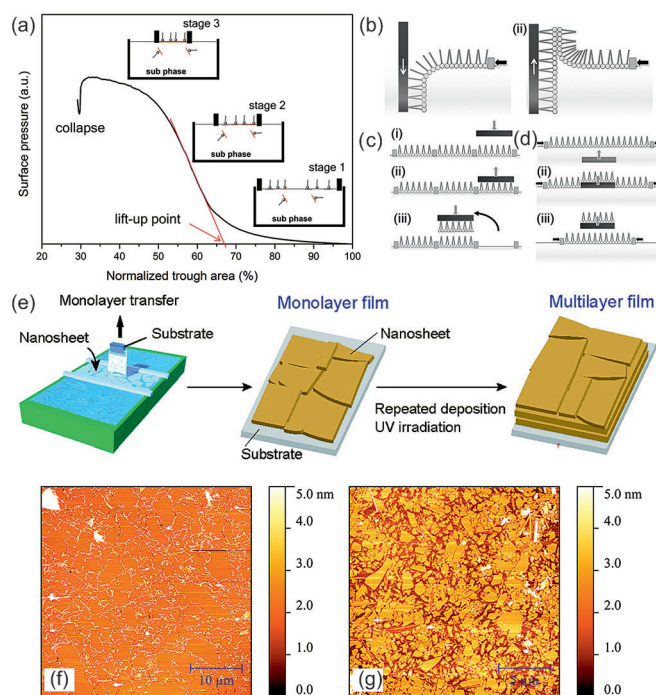 (a)
stage 3
sub phase
stage 2
sub phase
stage 1
sub phase
collapse
lift-up point
Surface pressure (a.u.)
20 30 40 50 60 70 80 90 100
Normalized trough area (%)
(b)
(ii)
(c)
(i)
(ii)
(iii)
(d)
(ii)
(iii)
(e)
Monolayer transfer
Nanosheet
Substrate
Monolayer film
Nanosheet
Substrate
Repeated deposition
UV irradiation
Multilayer film
(f)
10 µm
5.0 nm
4.0
3.0
2.0
1.0
0.0
(g)
5.0 nm
4.0
3.0
2.0
1.0
0.0